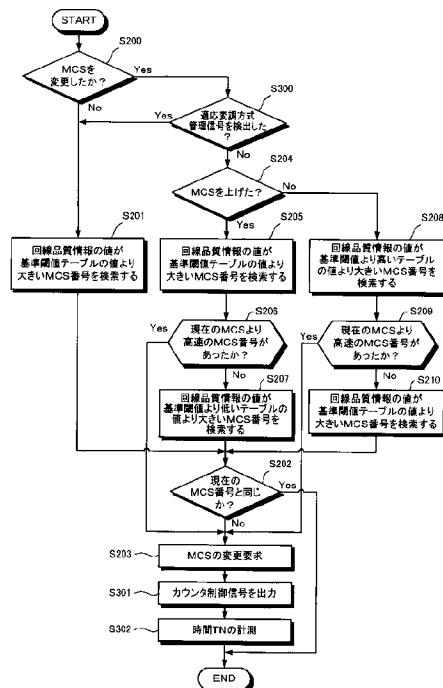 START
S200
MCSを
変更したか？
Yes
No
S300
適応変調方式
管理信号を検出した
？
Yes
No
S204
MCSを上げた？
No
Yes
S201
回線品質情報の値が
基準閾値テーブルの値より
大きいMCS番号を検索する
S205
回線品質情報の値が
基準閾値テーブルの値より
大きいMCS番号を検索する
S208
回線品質情報の値が
基準閾値より高いテーブル
の値より大きいMCS番号を
検索する
S206
Yes
現在のMCSより
高速のMCS番号が
あったか？
No
S209
Yes
現在のMCSより
高速のMCS番号が
あったか？
No
S207
回線品質情報の値が
基準閾値より低いテーブルの
値より大きいMCS番号を
検索する
S210
回線品質情報の値が
基準閾値テーブルの値より
大きいMCS番号を検索する
S202
現在の
MCS番号と同じ
か？
Yes
No
S203
MCSの変更要求
S301
カウンタ制御信号を出力
S302
時間TNの計測
END